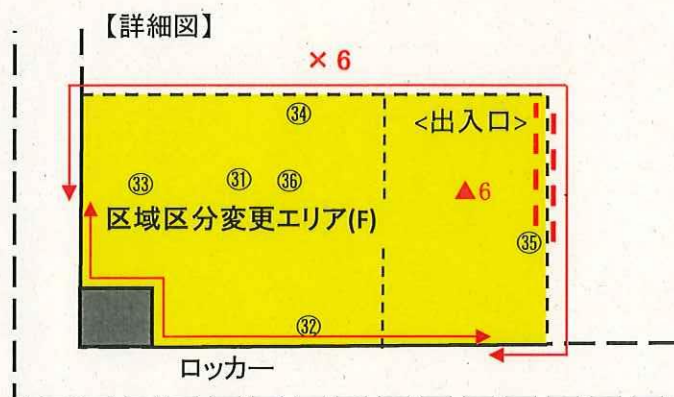 【詳細図】
× 6
㉞
<出入口>
㉝ ㉛ ㊱
▲6
区域区分変更エリア(F)
㉟
㉜
ロッカー